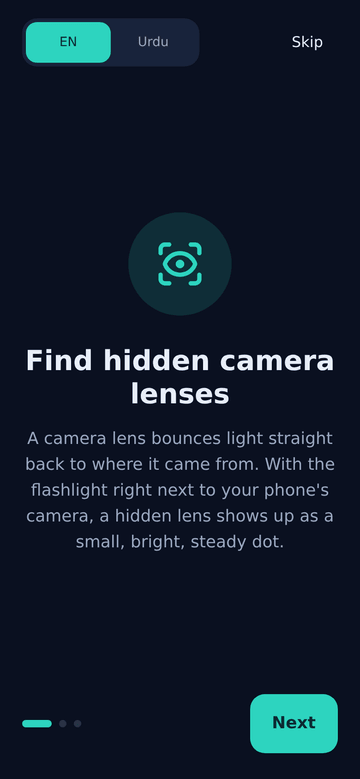 EN
Urdu
Skip
Find hidden camera
lenses
A camera lens bounces light straight
back to where it came from. With the
flashlight right next to your phone's
camera, a hidden lens shows up as a
small, bright, steady dot.
Next